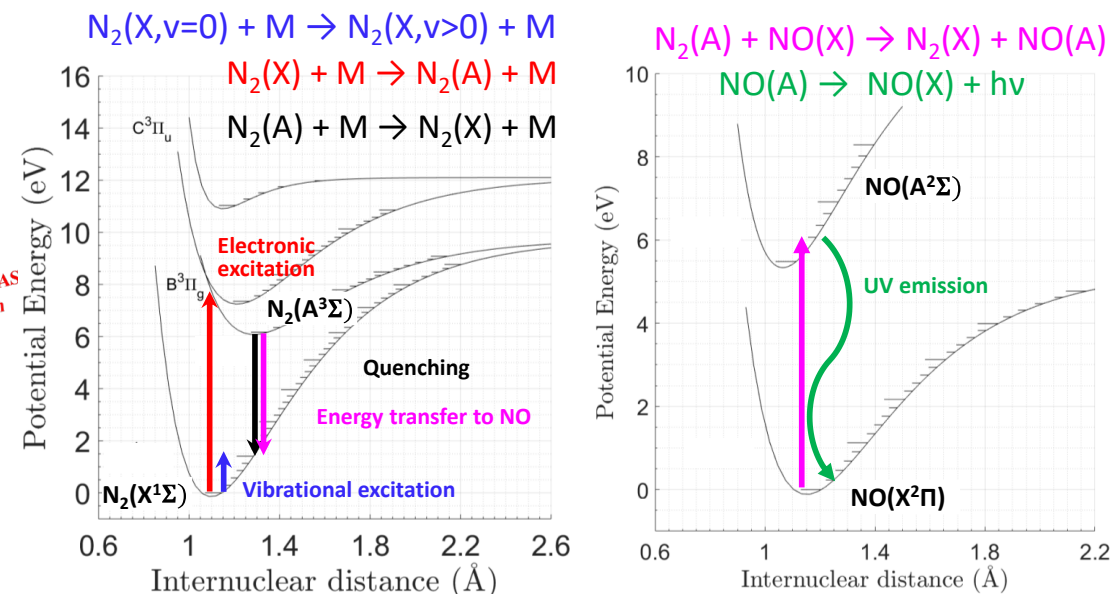 N₂(X,v=0) + M → N₂(X,v>0) + M
N₂(X) + M → N₂(A) + M
N₂(A) + M → N₂(X) + M
16
14
12
10
8
6
4
2
0
Potential Energy (eV)
C³Πᵤ
B³Π_g
Electronic
excitation
N₂(A³Σ)
Quenching
Energy transfer to NO
N₂(X¹Σ)
Vibrational excitation
0.6
1
1.4
1.8
2.2
2.6
Internuclear distance (Å)
AS
N₂(A) + NO(X) → N₂(X) + NO(A)
NO(A) → NO(X) + hν
10
8
6
4
2
0
Potential Energy (eV)
NO(A²Σ)
UV emission
NO(X²Π)
0.6
1
1.4
1.8
2.2
Internuclear distance (Å)